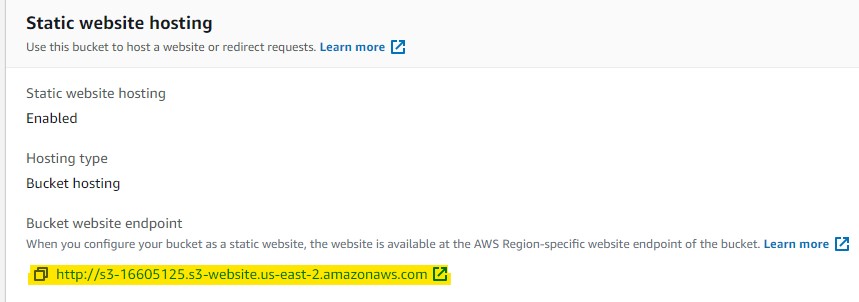 Static website hosting
Use this bucket to host a website or redirect requests. Learn more
Static website hosting
Enabled
Hosting type
Bucket hosting
Bucket website endpoint
When you configure your bucket as a static website, the website is available at the AWS Region-specific website endpoint of the bucket. Learn more
http://s3-16605125.s3-website.us-east-2.amazonaws.com